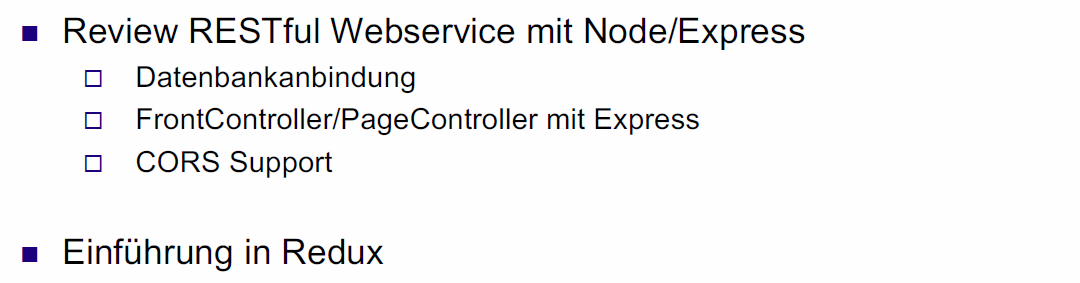 Review RESTful Webservice mit Node/Express
Datenbankanbindung
FrontController/PageController mit Express
CORS Support
Einführung in Redux